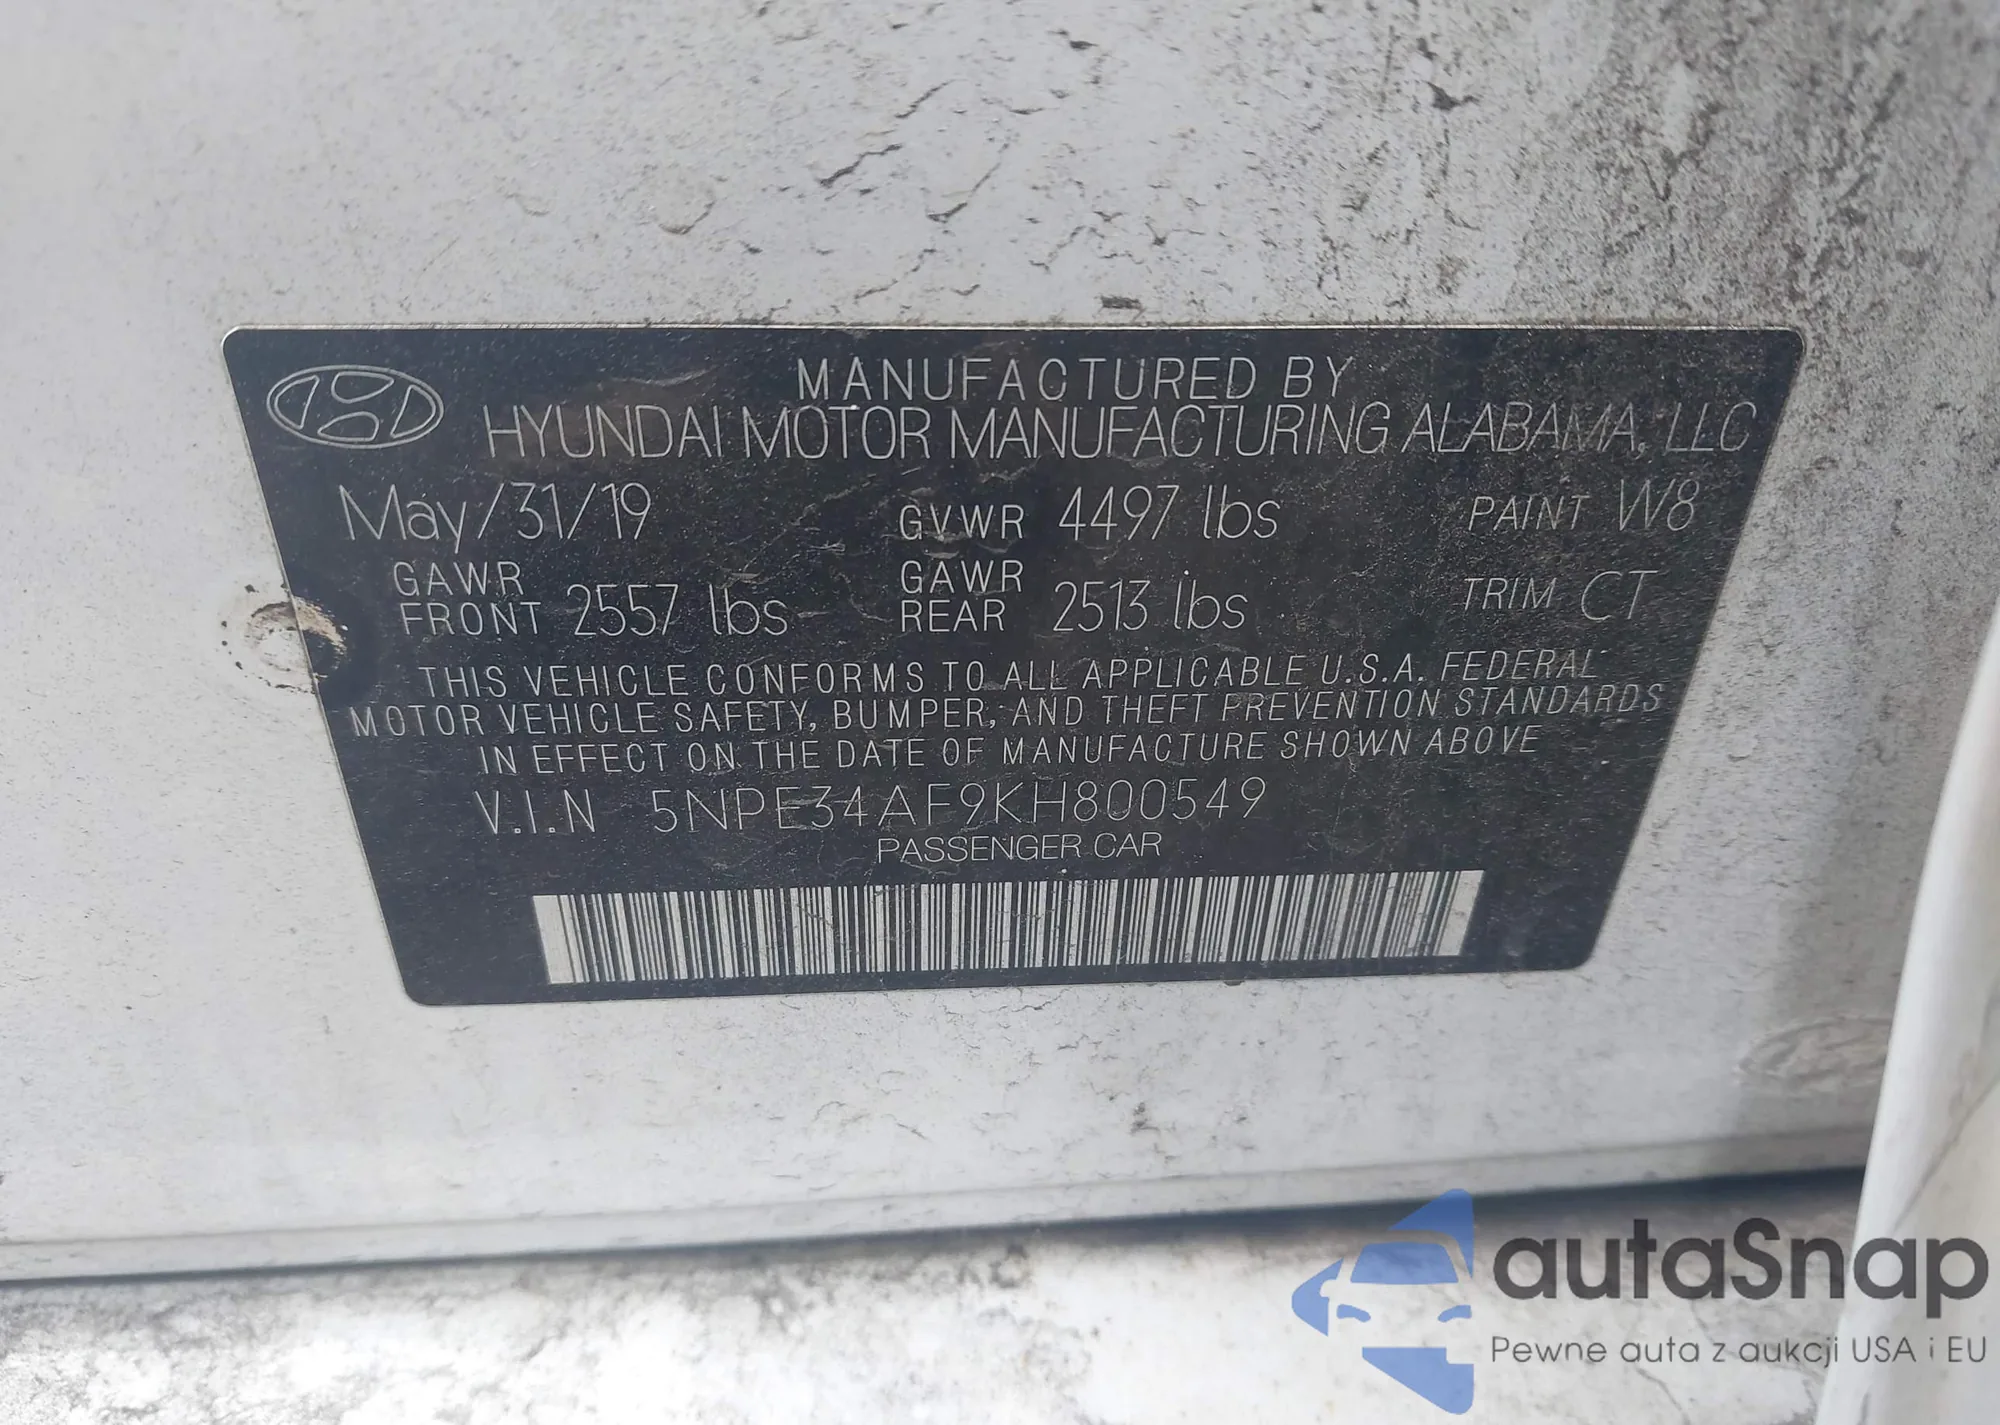 MANUFACTURED BY
HYUNDAI MOTOR MANUFACTURING ALABAMA, LLC
May/31/19 GVWR 4497 lbs PAINT W8
GAWR FRONT 2557 lbs GAWR REAR 2513 lbs TRIM CT
THIS VEHICLE CONFORMS TO ALL APPLICABLE U.S.A. FEDERAL
MOTOR VEHICLE SAFETY, BUMPER, AND THEFT PREVENTION STANDARDS
IN EFFECT ON THE DATE OF MANUFACTURE SHOWN ABOVE
V.I.N 5NPE34AF9KH800549
PASSENGER CAR
autaSnap
Pewne auta z aukcji USA i EU